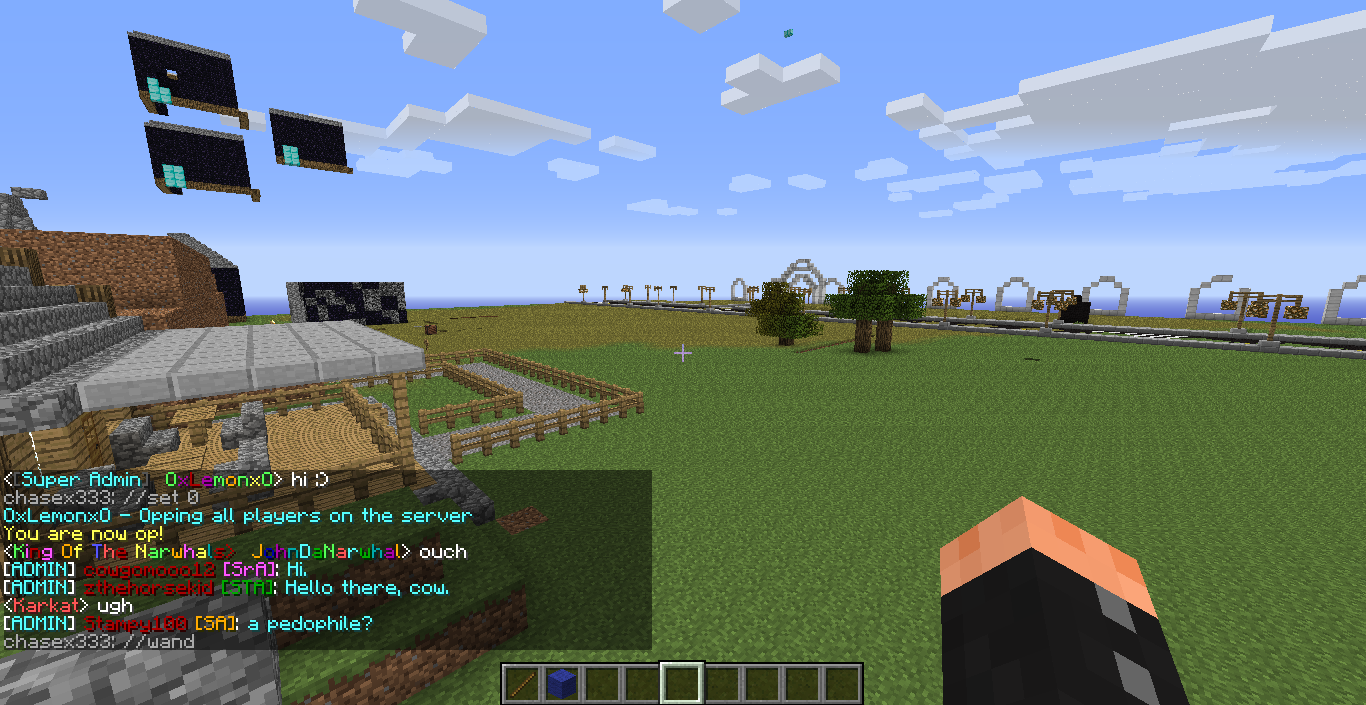 <[Super Admin] OxLemonxO> hi :)
chasex333: //set 0
OxLemonxO - Opping all players on the server
You are now op!
<King Of The Narwhals> JohnDaNarwhal> ouch
[ADMIN] cowgomooo12 [SrA]: Hi.
[ADMIN] zthehorsekid [STA]: Hello there, cow.
<Karkat> ugh
[ADMIN] Stampy100 [SA]: a pedophile?
chasex333: //wand